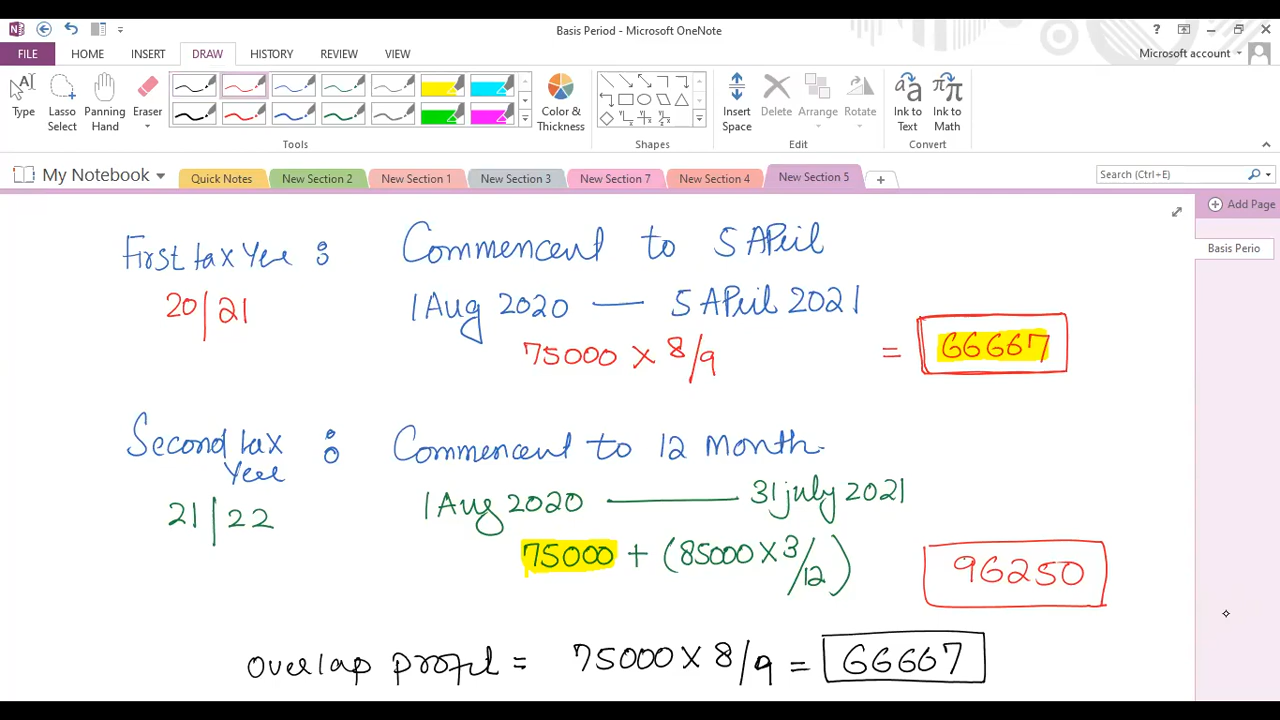 Basis Period - Microsoft OneNote
FILE HOME INSERT DRAW HISTORY REVIEW VIEW
Microsoft account
Type
Lasso Select
Panning Hand
Eraser
Color & Thickness
Insert Space
Delete
Arrange
Rotate
Ink to Text
Ink to Math
Tools
Shapes
Edit
Convert
My Notebook
Quick Notes
New Section 2
New Section 1
New Section 3
New Section 7
New Section 4
New Section 5
Search (Ctrl+E)
Add Page
Basis Perio
First tax Yeer : Commencent to 5 APril
20/21 1 Aug 2020 — 5 APril 2021
75000 × 8/9 = 66667
Second tax Yeer : Commencent to 12 month
21/22 1 Aug 2020 — 31 july 2021
75000 + (85000 × 3/12) 96250
Overlap profit = 75000 × 8/9 = 66667